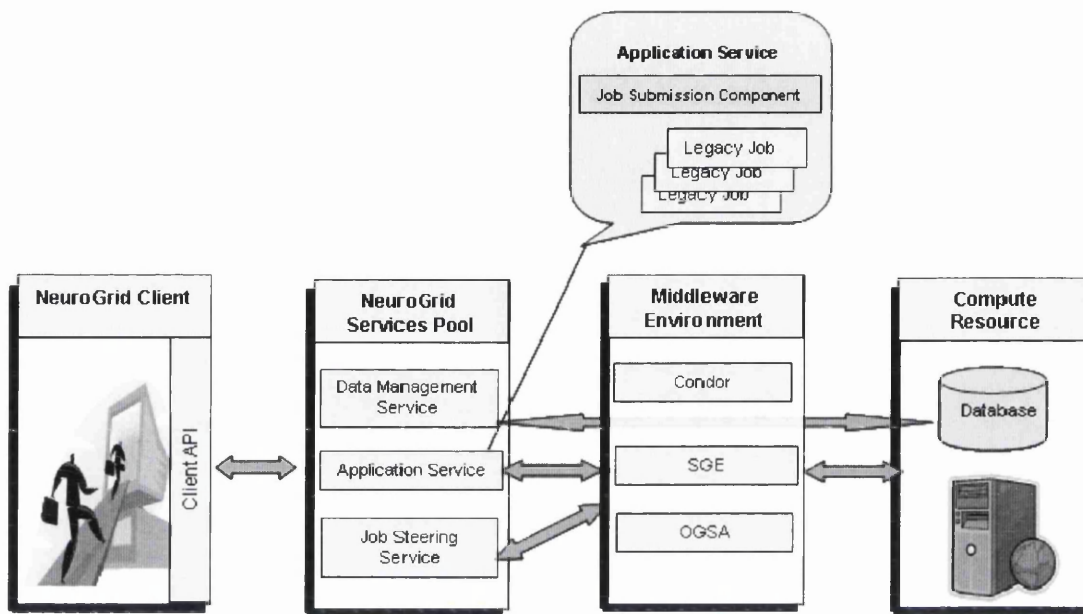 Application Service
Job Submission Component
Legacy Job
Legacy Job
Legacy Job
NeuroGrid Client
Client API
NeuroGrid
Services Pool
Data Management
Service
Application Service
Job Steering
Service
Middleware
Environment
Condor
SGE
OGSA
Compute
Resource
Database